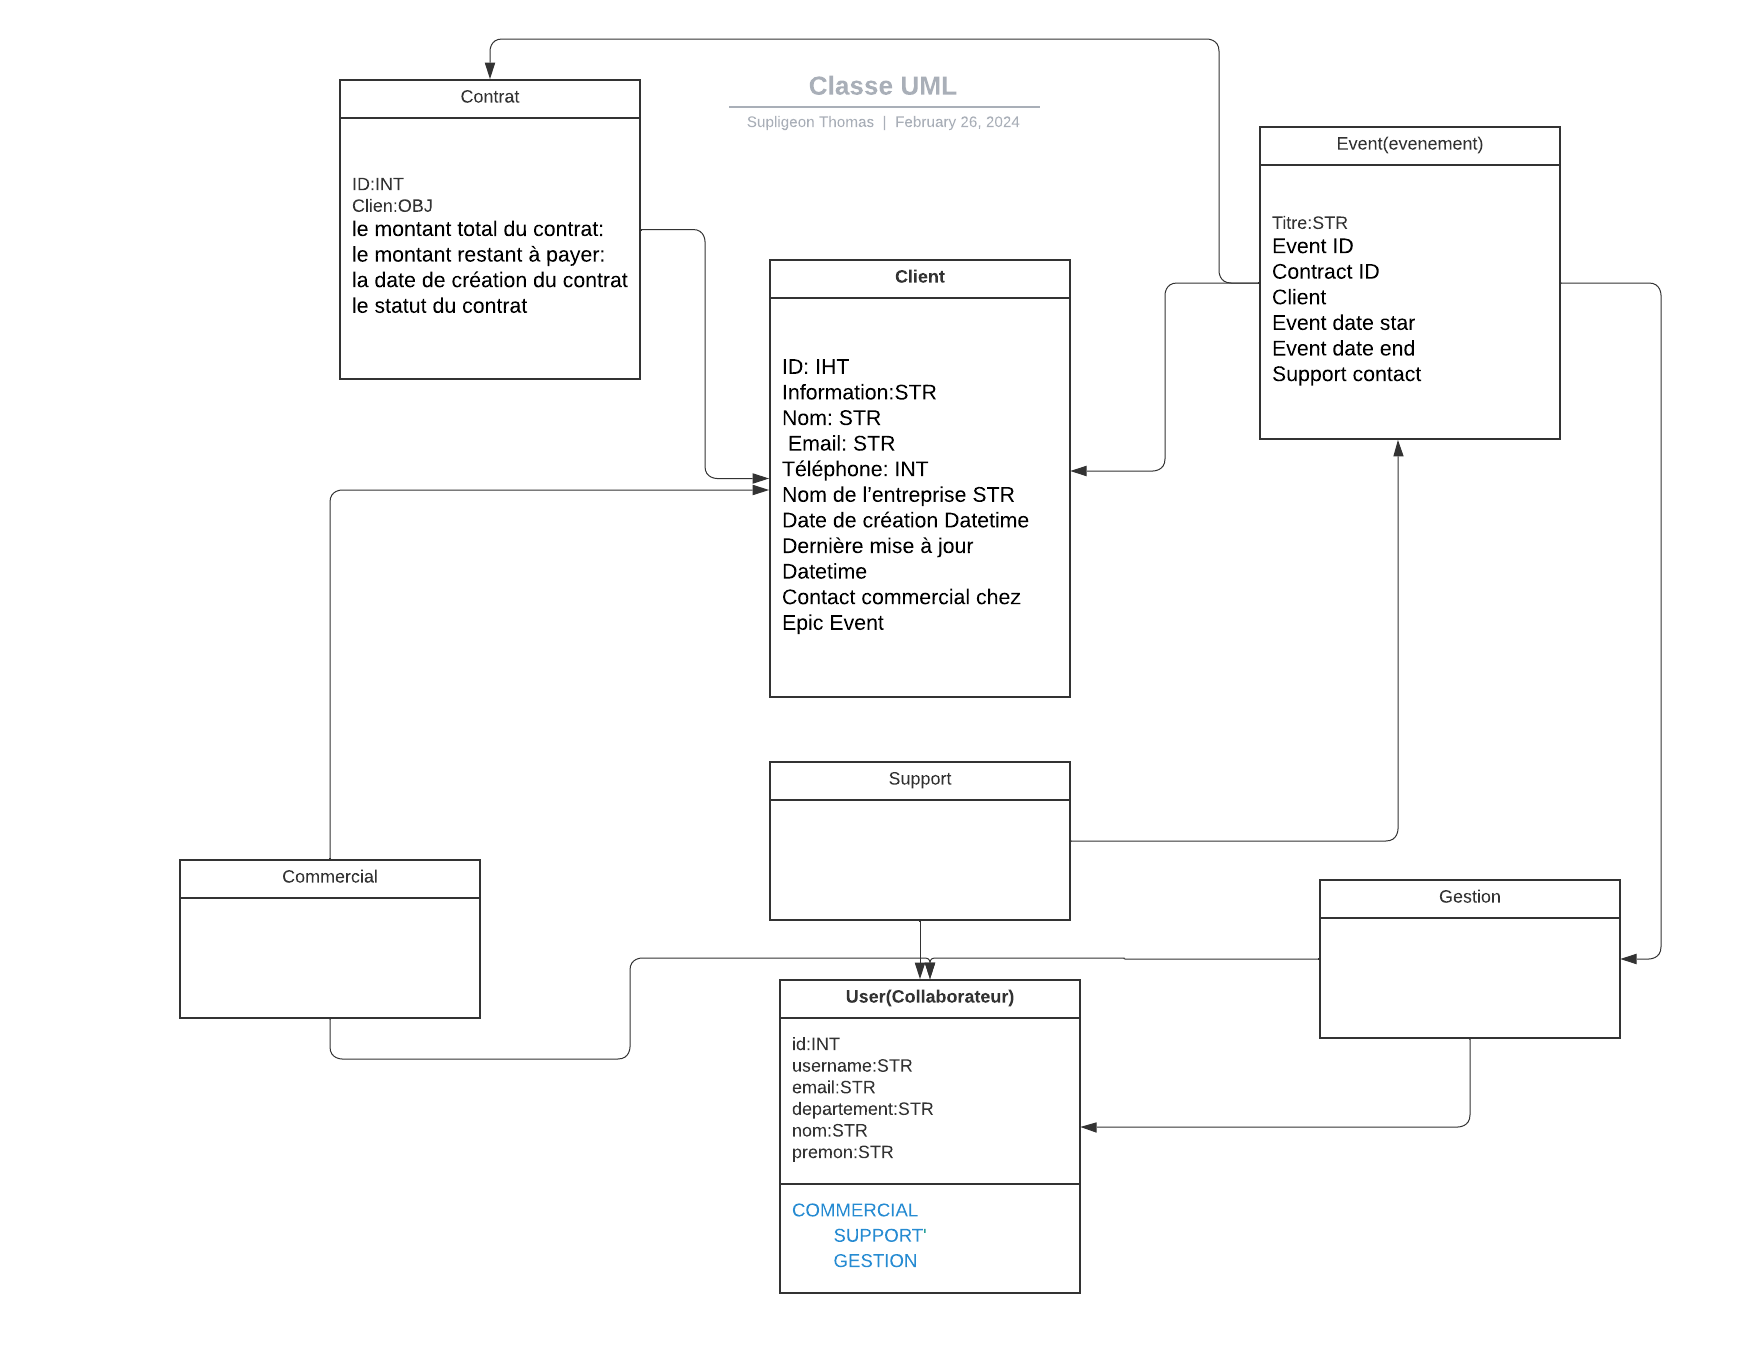 Classe UML
Supligeon Thomas | February 26, 2024
Contrat
ID:INT
Clien:OBJ
le montant total du contrat:
le montant restant à payer:
la date de création du contrat
le statut du contrat
Event(evenement)
Titre:STR
Event ID
Contract ID
Client
Event date star
Event date end
Support contact
Client
ID: IHT
Information:STR
Nom: STR
Email: STR
Téléphone: INT
Nom de l’entreprise STR
Date de création Datetime
Dernière mise à jour
Datetime
Contact commercial chez
Epic Event
Support
Commercial
Gestion
User(Collaborateur)
id:INT
username:STR
email:STR
departement:STR
nom:STR
premon:STR
COMMERCIAL
SUPPORT'
GESTION